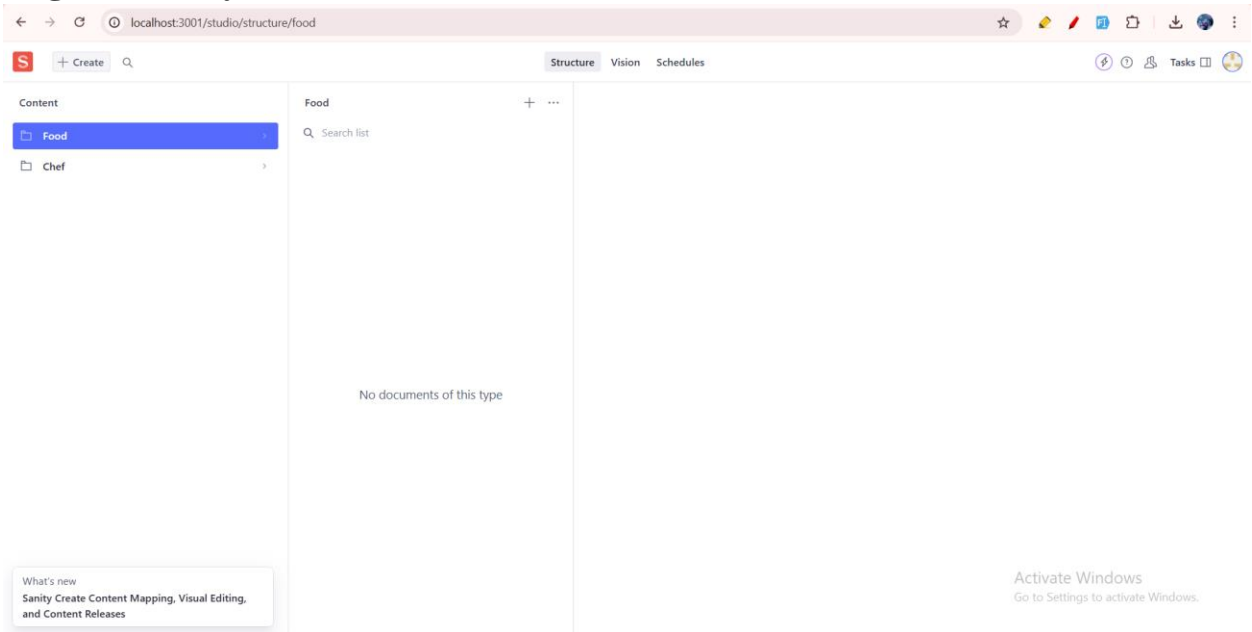 localhost:3001/studio/structure/food
S
+ Create
Structure Vision Schedules
Tasks
Content
Food
Chef
Food
Search list
No documents of this type
What's new
Sanity Create Content Mapping, Visual Editing,
and Content Releases
Activate Windows
Go to Settings to activate Windows.